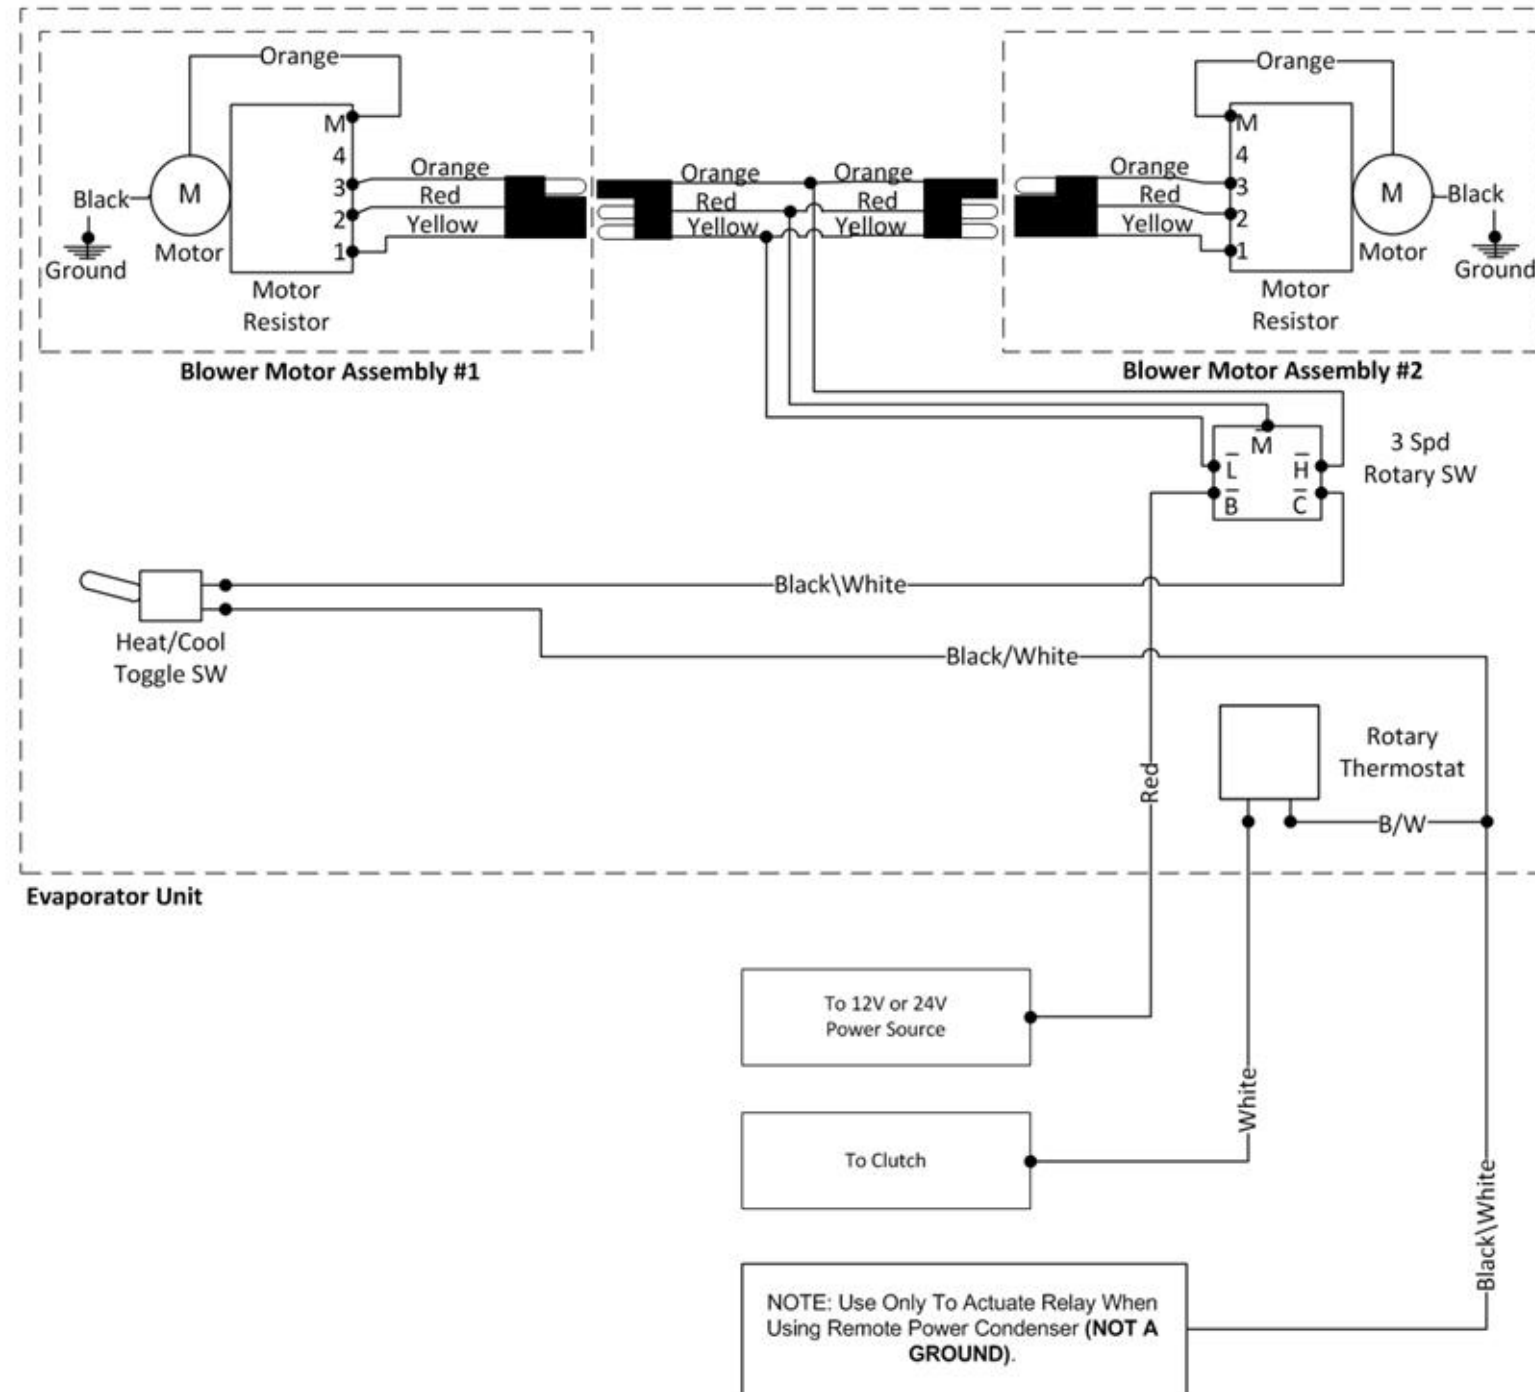 Orange
M
4
3
2
1
Orange
Red
Yellow
Black
M
Motor
Ground
Motor
Resistor
Blower Motor Assembly #1
Orange
Red
Yellow
Orange
Red
Yellow
Orange
M
4
3
2
1
Orange
Red
Yellow
M
Black
Motor
Ground
Motor
Resistor
Blower Motor Assembly #2
M
L
H
B
C
3 Spd
Rotary SW
Black\White
Heat/Cool
Toggle SW
Black/White
Red
Rotary
Thermostat
B/W
Evaporator Unit
To 12V or 24V
Power Source
White
To Clutch
Black\White
NOTE: Use Only To Actuate Relay When
Using Remote Power Condenser (NOT A
GROUND).